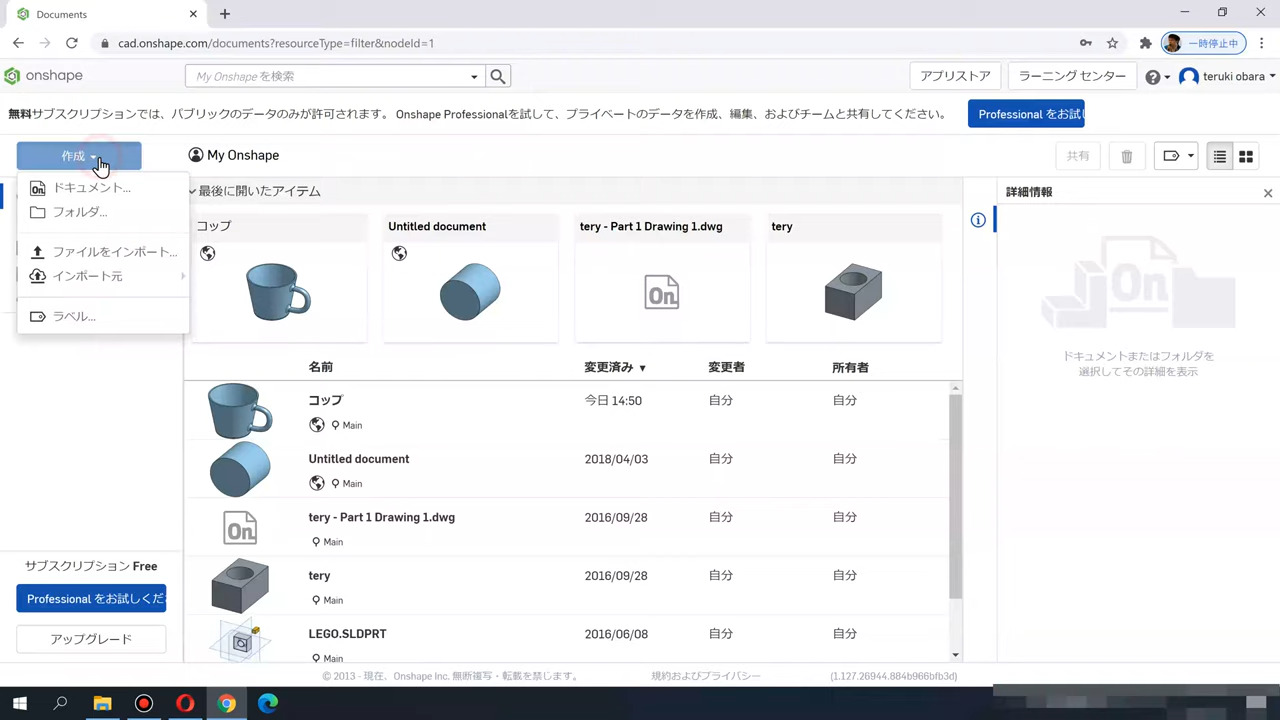 Documents
cad.onshape.com/documents?resourceType=filter&nodeId=1
一時停止中
onshape
My Onshape を検索
アプリストア
ラーニング センター
teruki obara
無料サブスクリプションでは、パブリックのデータのみが許可されます。 Onshape Professionalを試して、プライベートのデータを作成、編集、およびチームと共有してください。
Professional をお試し
作成
My Onshape
共有
ドキュメント...
フォルダ...
ファイルをインポート...
インポート元
ラベル...
最後に開いたアイテム
コップ
Untitled document
tery - Part 1 Drawing 1.dwg
tery
On
詳細情報
On
ドキュメントまたはフォルダを
選択してその詳細を表示
名前 変更済み 変更者 所有者
コップ 今日 14:50 自分 自分
Main
Untitled document 2018/04/03 自分 自分
Main
On
tery - Part 1 Drawing 1.dwg 2016/09/28 自分 自分
Main
tery 2016/09/28 自分 自分
Main
LEGO.SLDPRT 2016/06/08 自分 自分
Main
サブスクリプション Free
Professional をお試しくだ
アップグレード
© 2013 - 現在、Onshape Inc. 無断複写・転載を禁じます。
規約およびプライバシー
(1.127.26944.884b966bfb3d)